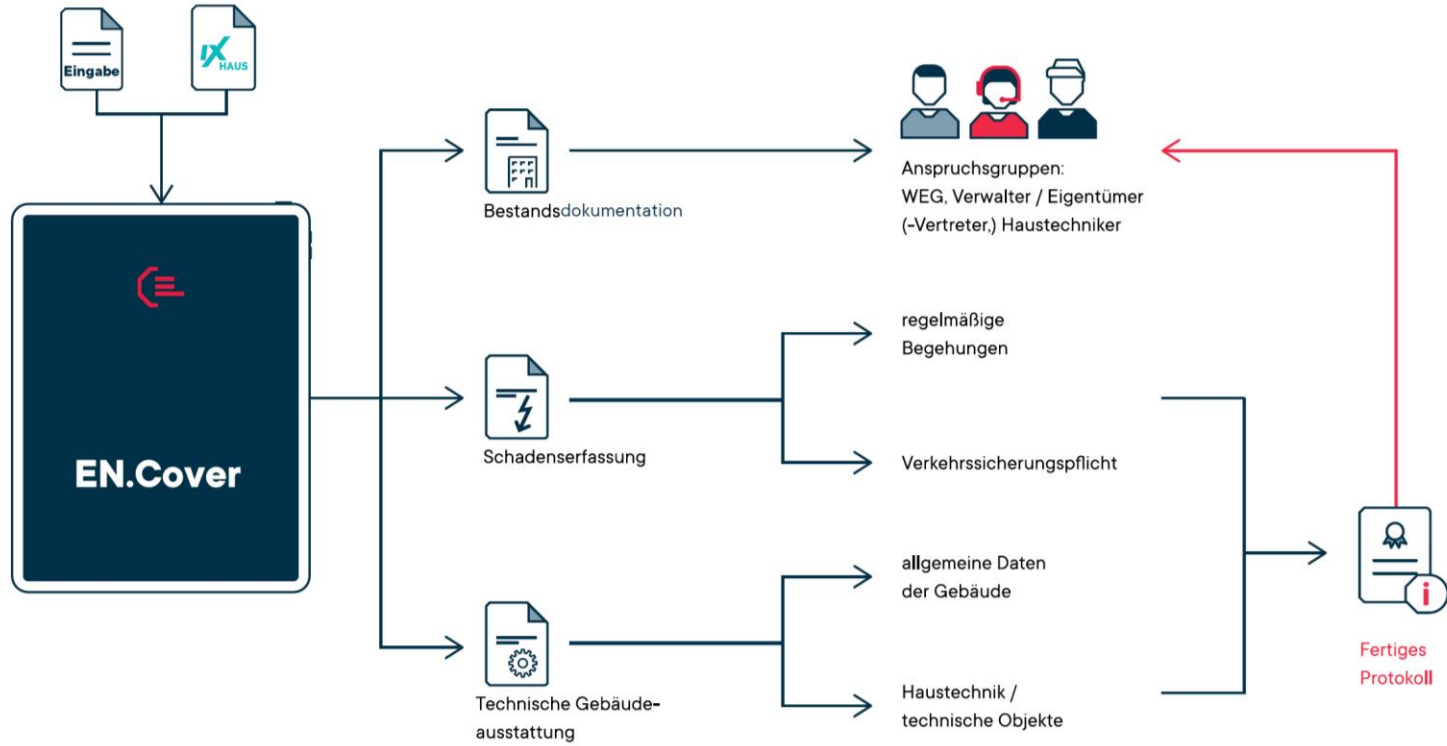 Eingabe
iX
HAUS
EN.Cover
Bestandsdokumentation
Anspruchsgruppen:
WEG, Verwalter / Eigentümer
(-Vertreter,) Haustechniker
Schadenserfassung
regelmäßige
Begehungen
Verkehrssicherungspflicht
Technische Gebäude-
ausstattung
allgemeine Daten
der Gebäude
Haustechnik /
technische Objekte
i
Fertiges
Protokoll